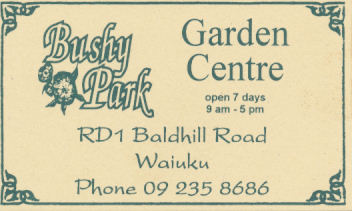 Bushy
Park
Garden
Centre
open 7 days
9 am - 5 pm
RD1 Baldhill Road
Waiuku
Phone 09 235 8686